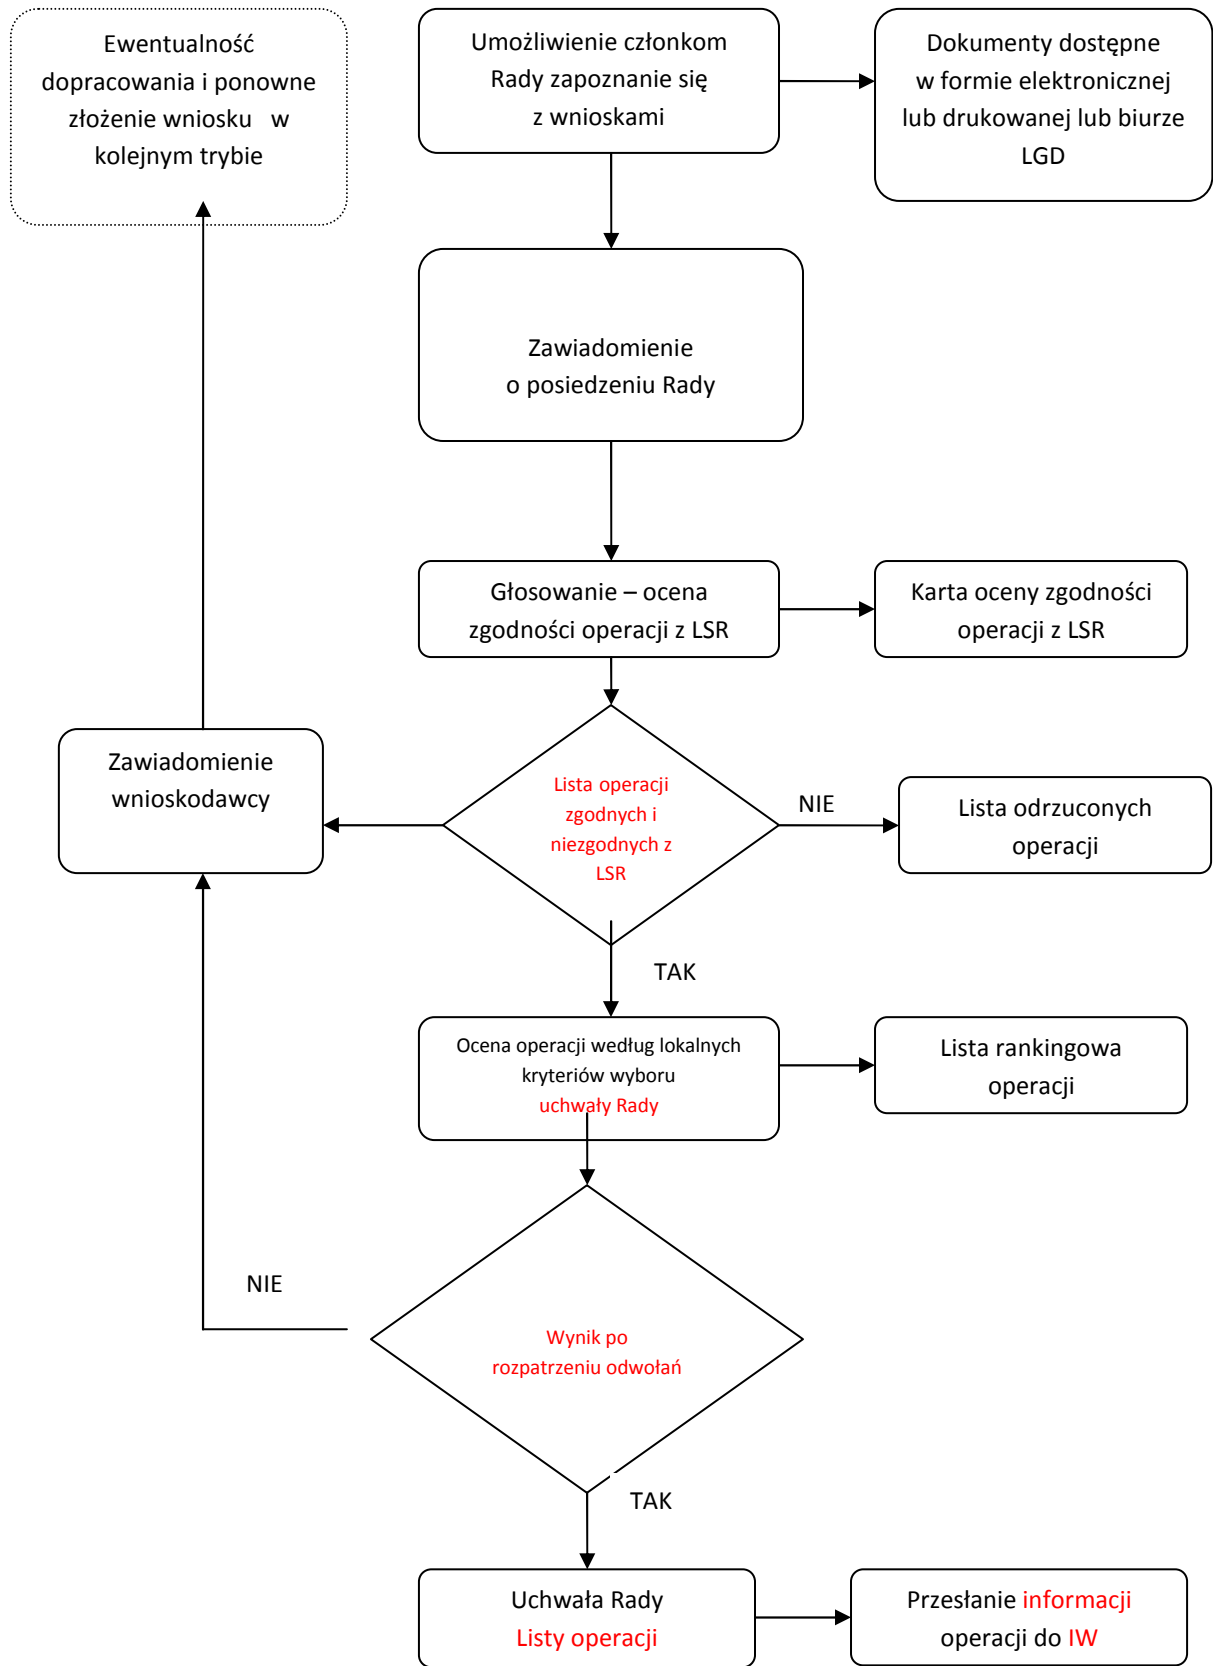 Ewentualność
dopracowania i ponowne
złożenie wniosku w
kolejnym trybie
Umożliwienie członkom
Rady zapoznanie się
z wnioskami
Dokumenty dostępne
w formie elektronicznej
lub drukowanej lub biurze
LGD
Zawiadomienie
o posiedzeniu Rady
Głosowanie – ocena
zgodności operacji z LSR
Karta oceny zgodności
operacji z LSR
Zawiadomienie
wnioskodawcy
Lista operacji
zgodnych i
niezgodnych z
LSR
NIE
Lista odrzuconych
operacji
TAK
Ocena operacji według lokalnych
kryteriów wyboru
uchwały Rady
Lista rankingowa
operacji
NIE
Wynik po
rozpatrzeniu odwołań
TAK
Uchwała Rady
Listy operacji
Przesłanie informacji
operacji do IW